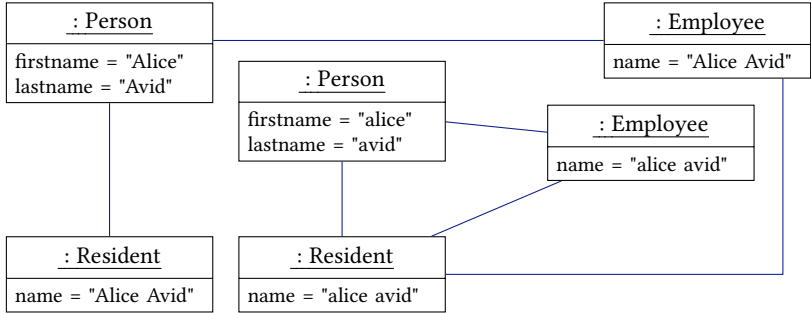 : Person
firstname = "Alice"
lastname = "Avid"
: Employee
name = "Alice Avid"
: Person
firstname = "alice"
lastname = "avid"
: Employee
name = "alice avid"
: Resident
name = "Alice Avid"
: Resident
name = "alice avid"